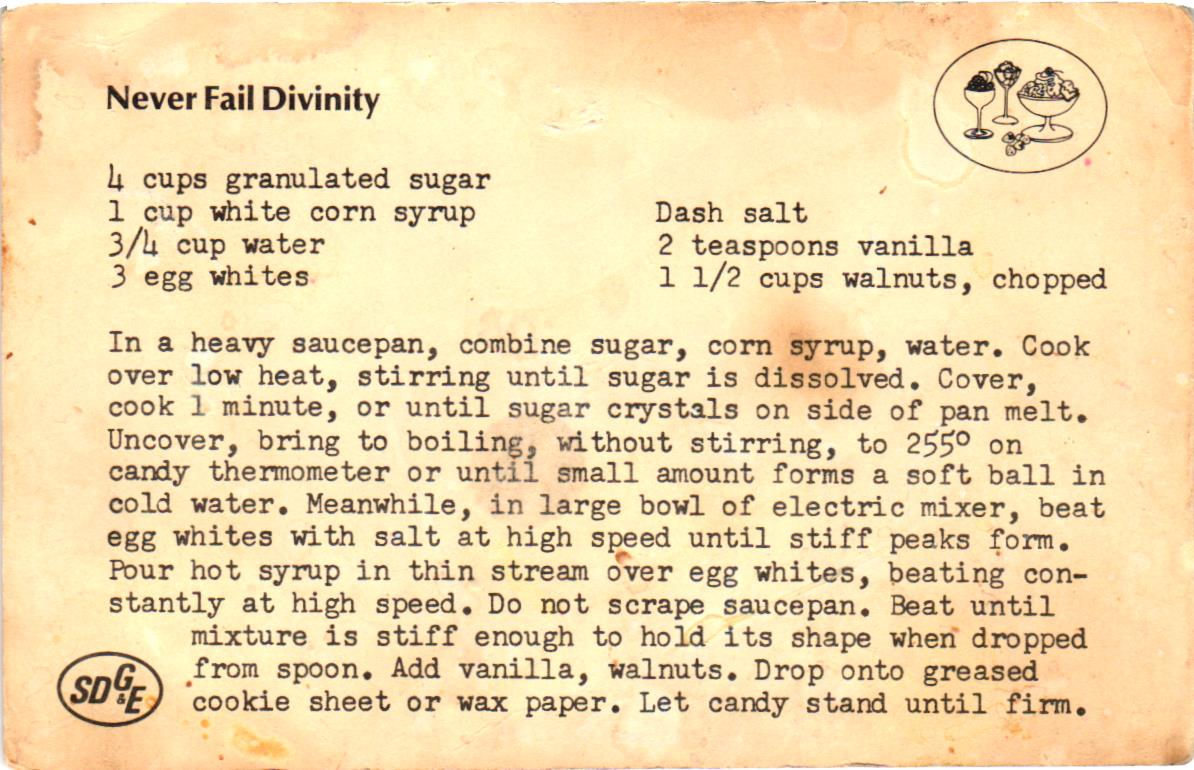 Never Fail Divinity
4 cups granulated sugar
1 cup white corn syrup
3/4 cup water
3 egg whites
Dash salt
2 teaspoons vanilla
1 1/2 cups walnuts, chopped
In a heavy saucepan, combine sugar, corn syrup, water. Cook
over low heat, stirring until sugar is dissolved. Cover,
cook 1 minute, or until sugar crystals on side of pan melt.
Uncover, bring to boiling, without stirring, to 255° on
candy thermometer or until small amount forms a soft ball in
cold water. Meanwhile, in large bowl of electric mixer, beat
egg whites with salt at high speed until stiff peaks form.
Pour hot syrup in thin stream over egg whites, beating con-
stantly at high speed. Do not scrape saucepan. Beat until
mixture is stiff enough to hold its shape when dropped
from spoon. Add vanilla, walnuts. Drop onto greased
cookie sheet or wax paper. Let candy stand until firm.
SDG&E